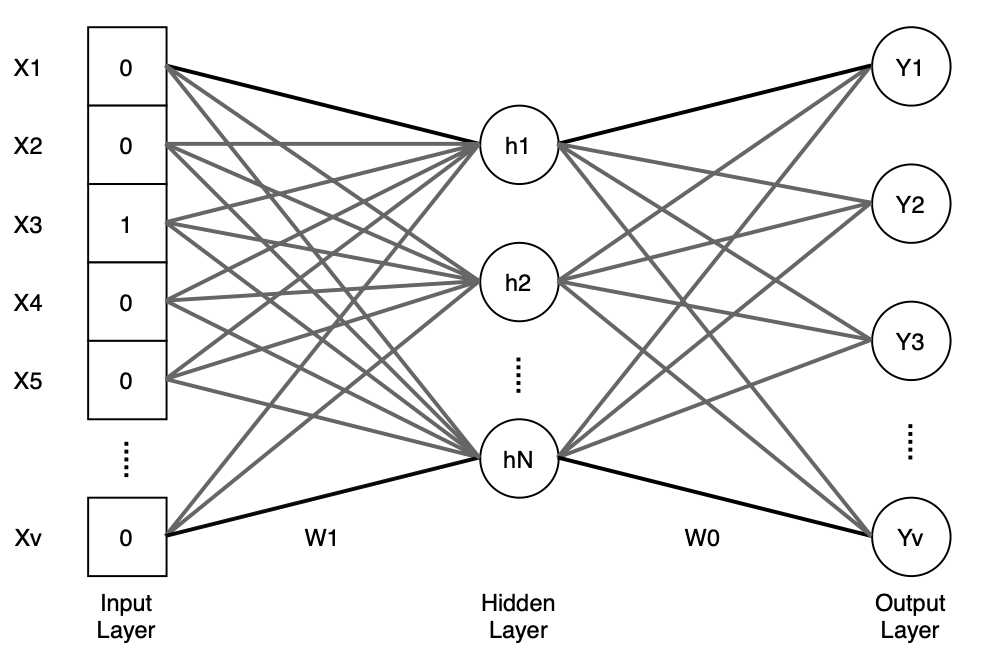 X1 0
X2 0
X3 1
X4 0
X5 0
Xv 0
h1
h2
hN
Y1
Y2
Y3
Yv
W1
W0
Input
Layer
Hidden
Layer
Output
Layer